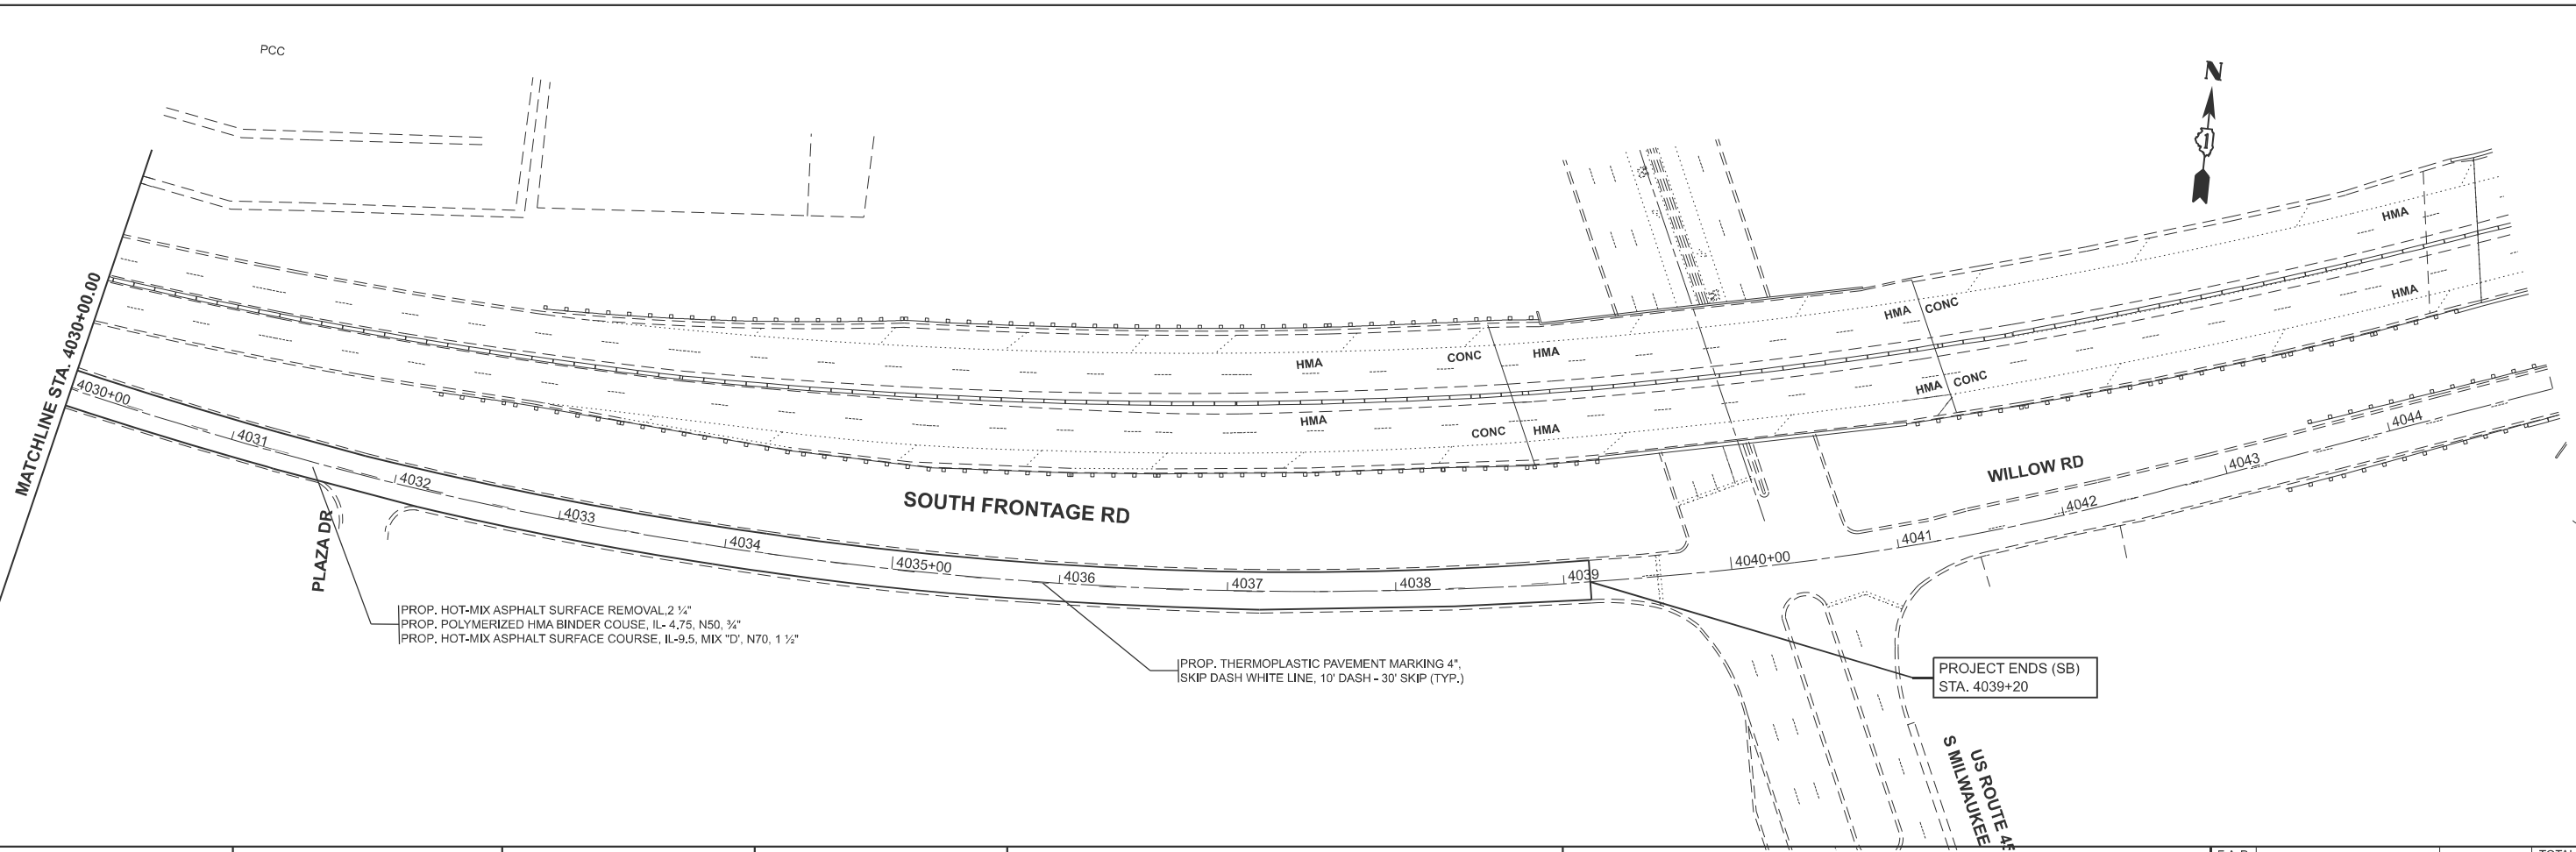 PCC
N
1
MATCHLINE STA. 4030+00.00
HMA
HMA
HMA
CONC
HMA
CONC
HMA
HMA
CONC
HMA
HMA
CONC
HMA
CONC
4030+00
4031
4032
4033
4034
4035+00
4036
4037
4038
4039
4040+00
4041
4042
4043
4044
SOUTH FRONTAGE RD
WILLOW RD
PLAZA DR
PROP. HOT-MIX ASPHALT SURFACE REMOVAL,2 ¼"
PROP. POLYMERIZED HMA BINDER COUSE, IL- 4.75, N50, ¾"
PROP. HOT-MIX ASPHALT SURFACE COURSE, IL-9.5, MIX "D", N70, 1 ½"
PROP. THERMOPLASTIC PAVEMENT MARKING 4",
SKIP DASH WHITE LINE, 10' DASH - 30' SKIP (TYP.)
PROJECT ENDS (SB)
STA. 4039+20
US ROUTE
S MILWAUKEE